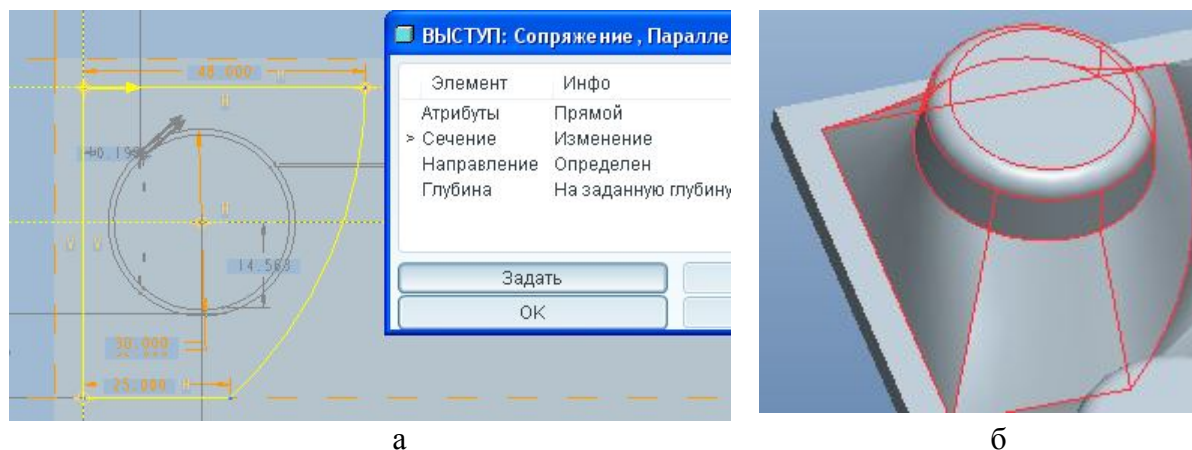 48.000
ВЫСТУП: Сопряжение, Паралле
Элемент Инфо
Атрибуты Прямой
> Сечение Изменение
Направление Определен
Глубина На заданную глубину
14.563
Задать
OK
30.000
25.000 H
а б